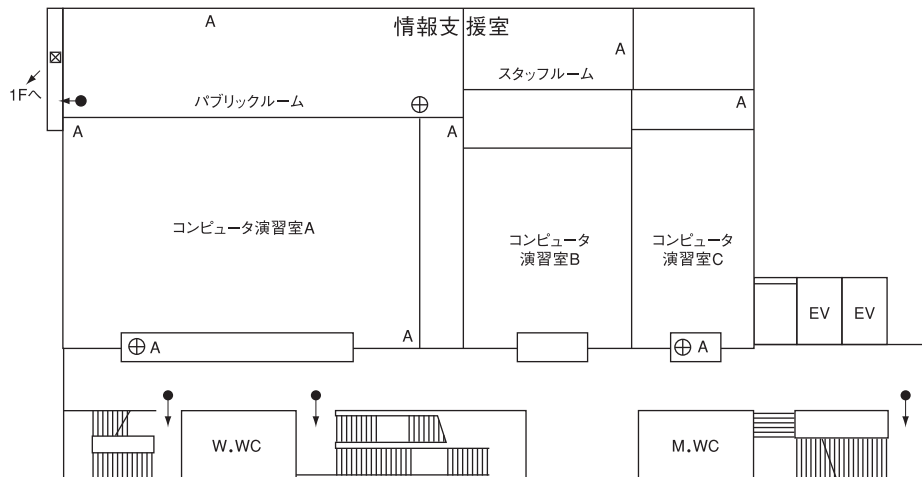 A
情報支援室
A
スタッフルーム
1Fへ
パブリックルーム
A
A
A
コンピュータ演習室A
コンピュータ
演習室B
コンピュータ
演習室C
EV
EV
A
A
A
W.WC
M.WC